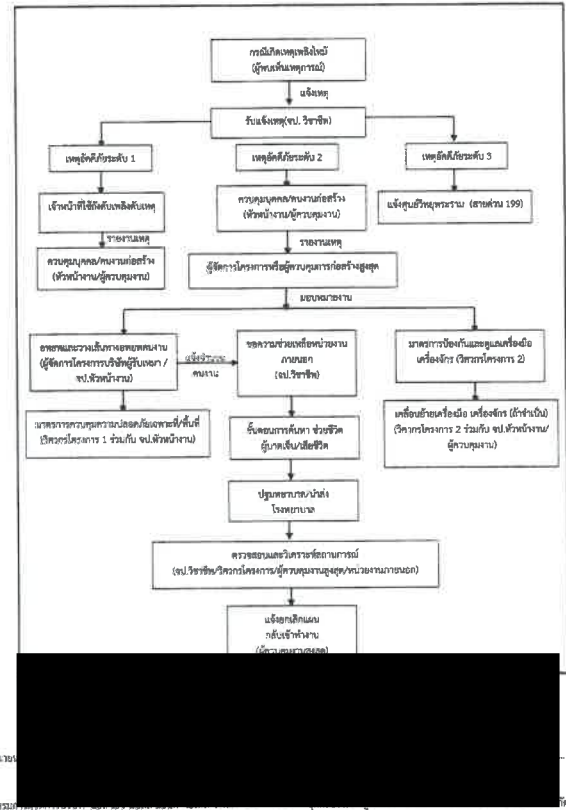 กรณีเกิดเหตุเพลิงไหม้
(ผู้พบเห็นเหตุการณ์)
แจ้งเหตุ
รับแจ้งเหตุ(จป. วิชาชีพ)
เหตุอัคคีภัยระดับ 1
เหตุอัคคีภัยระดับ 2
เหตุอัคคีภัยระดับ 3
เจ้าหน้าที่ใช้ถังดับเพลิงดับเหตุ
ควบคุมบุคคล/คนงานก่อสร้าง
(หัวหน้างาน/ผู้ควบคุมงาน)
แจ้งศูนย์วิทยุพระราม (สายด่วน 199)
รายงานเหตุ
รายงานเหตุ
ควบคุมบุคคล/คนงานก่อสร้าง
(หัวหน้างาน/ผู้ควบคุมงาน)
ผู้จัดการโครงการหรือผู้ควบคุมการก่อสร้างสูงสุด
มอบหมายงาน
อพยพและวางเส้นทางอพยพคนงาน
(ผู้จัดการโครงการบริษัทผู้รับเหมา /
จป.หัวหน้างาน)
แจ้งจำนวน
คนงาน
ขอความช่วยเหลือหน่วยงาน
ภายนอก
(จป.วิชาชีพ)
มาตรการป้องกันและดูแลเครื่องมือ
เครื่องจักร (วิศวกรโครงการ 2)
มาตรการควบคุมความปลอดภัยเฉพาะที่/พื้นที่
(วิศวกรโครงการ 1 ร่วมกับ จป.หัวหน้างาน)
ขั้นตอนการค้นหา ช่วยชีวิต
ผู้บาดเจ็บ/เสียชีวิต
เคลื่อนย้ายเครื่องมือ เครื่องจักร (ถ้าจำเป็น)
(วิศวกรโครงการ 2 ร่วมกับ จป.หัวหน้างาน/
ผู้ควบคุมงาน)
ปฐมพยาบาล/นำส่ง
โรงพยาบาล
ตรวจสอบและวิเคราะห์สถานการณ์
(จป.วิชาชีพ/วิศวกรโครงการ/ผู้ควบคุมงานสูงสุด/หน่วยงานภายนอก)
แจ้งยกเลิกแผน
กลับเข้าทำงาน
(ผู้ควบคุมงานสูงสุด)